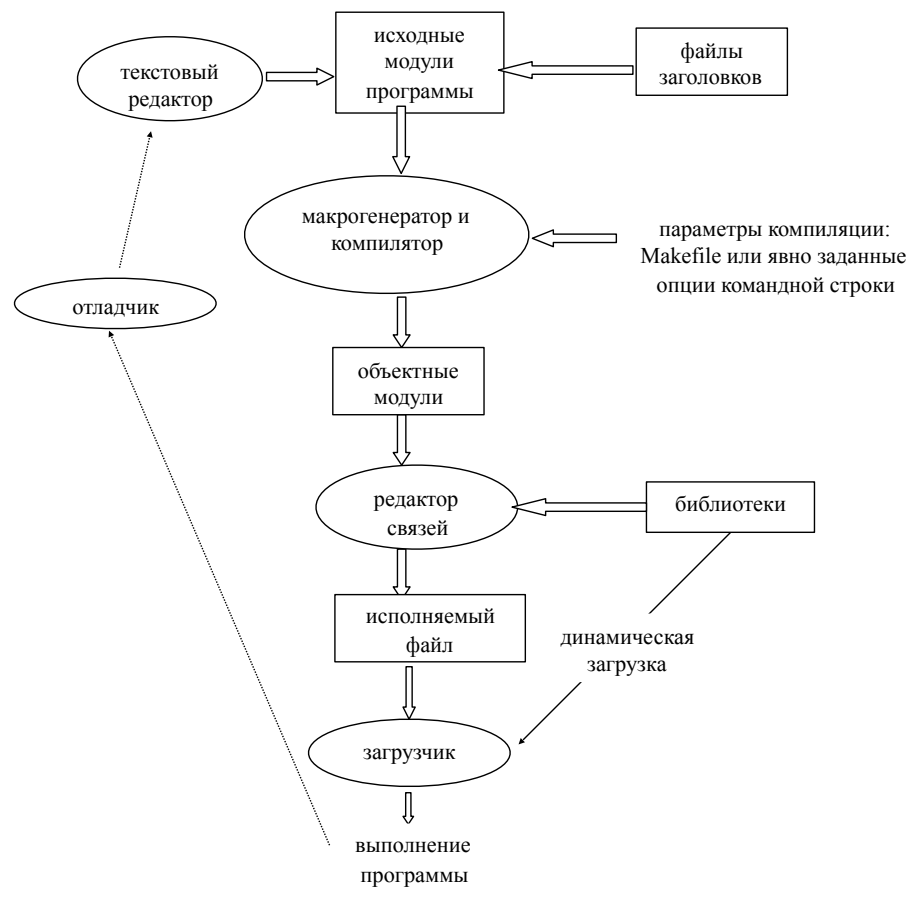 исходные
модули
программы
файлы
заголовков
текстовый
редактор
макрогенератор и
компилятор
параметры компиляции:
Makefile или явно заданные
опции командной строки
отладчик
объектные
модули
редактор
связей
библиотеки
исполняемый
файл
динамическая
загрузка
загрузчик
выполнение
программы